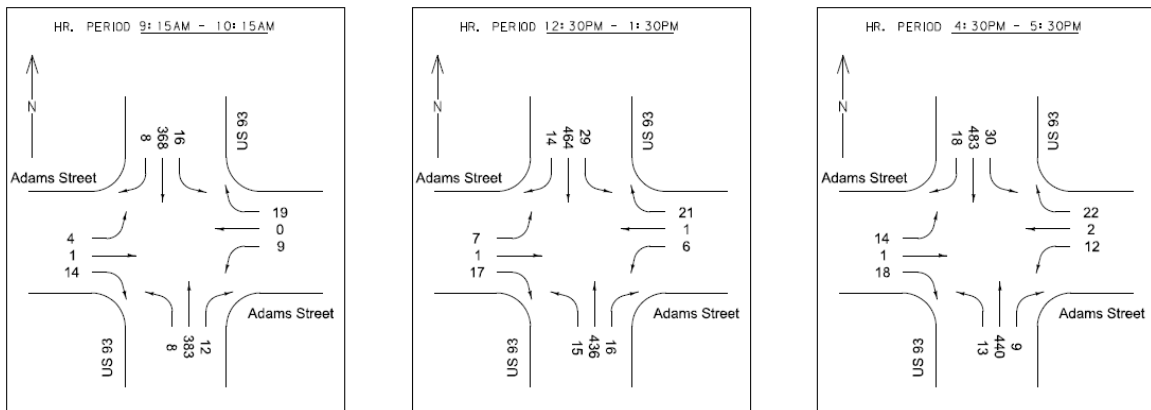 HR. PERIOD 9:15AM - 10:15AM
N
8
368
16
US 93
Adams Street
19
0
9
4
1
14
Adams Street
8
383
12
US 93
HR. PERIOD 12:30PM - 1:30PM
N
14
464
29
US 93
Adams Street
21
1
6
7
1
17
Adams Street
15
436
16
US 93
HR. PERIOD 4:30PM - 5:30PM
N
18
483
30
US 93
Adams Street
22
2
12
14
1
18
Adams Street
13
440
9
US 93